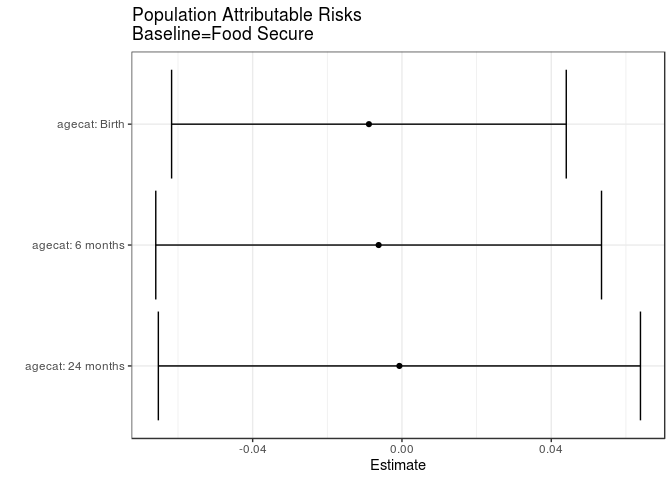 Population Attributable Risks
Baseline=Food Secure
agecat: Birth
agecat: 6 months
agecat: 24 months
-0.04 0.00 0.04
Estimate